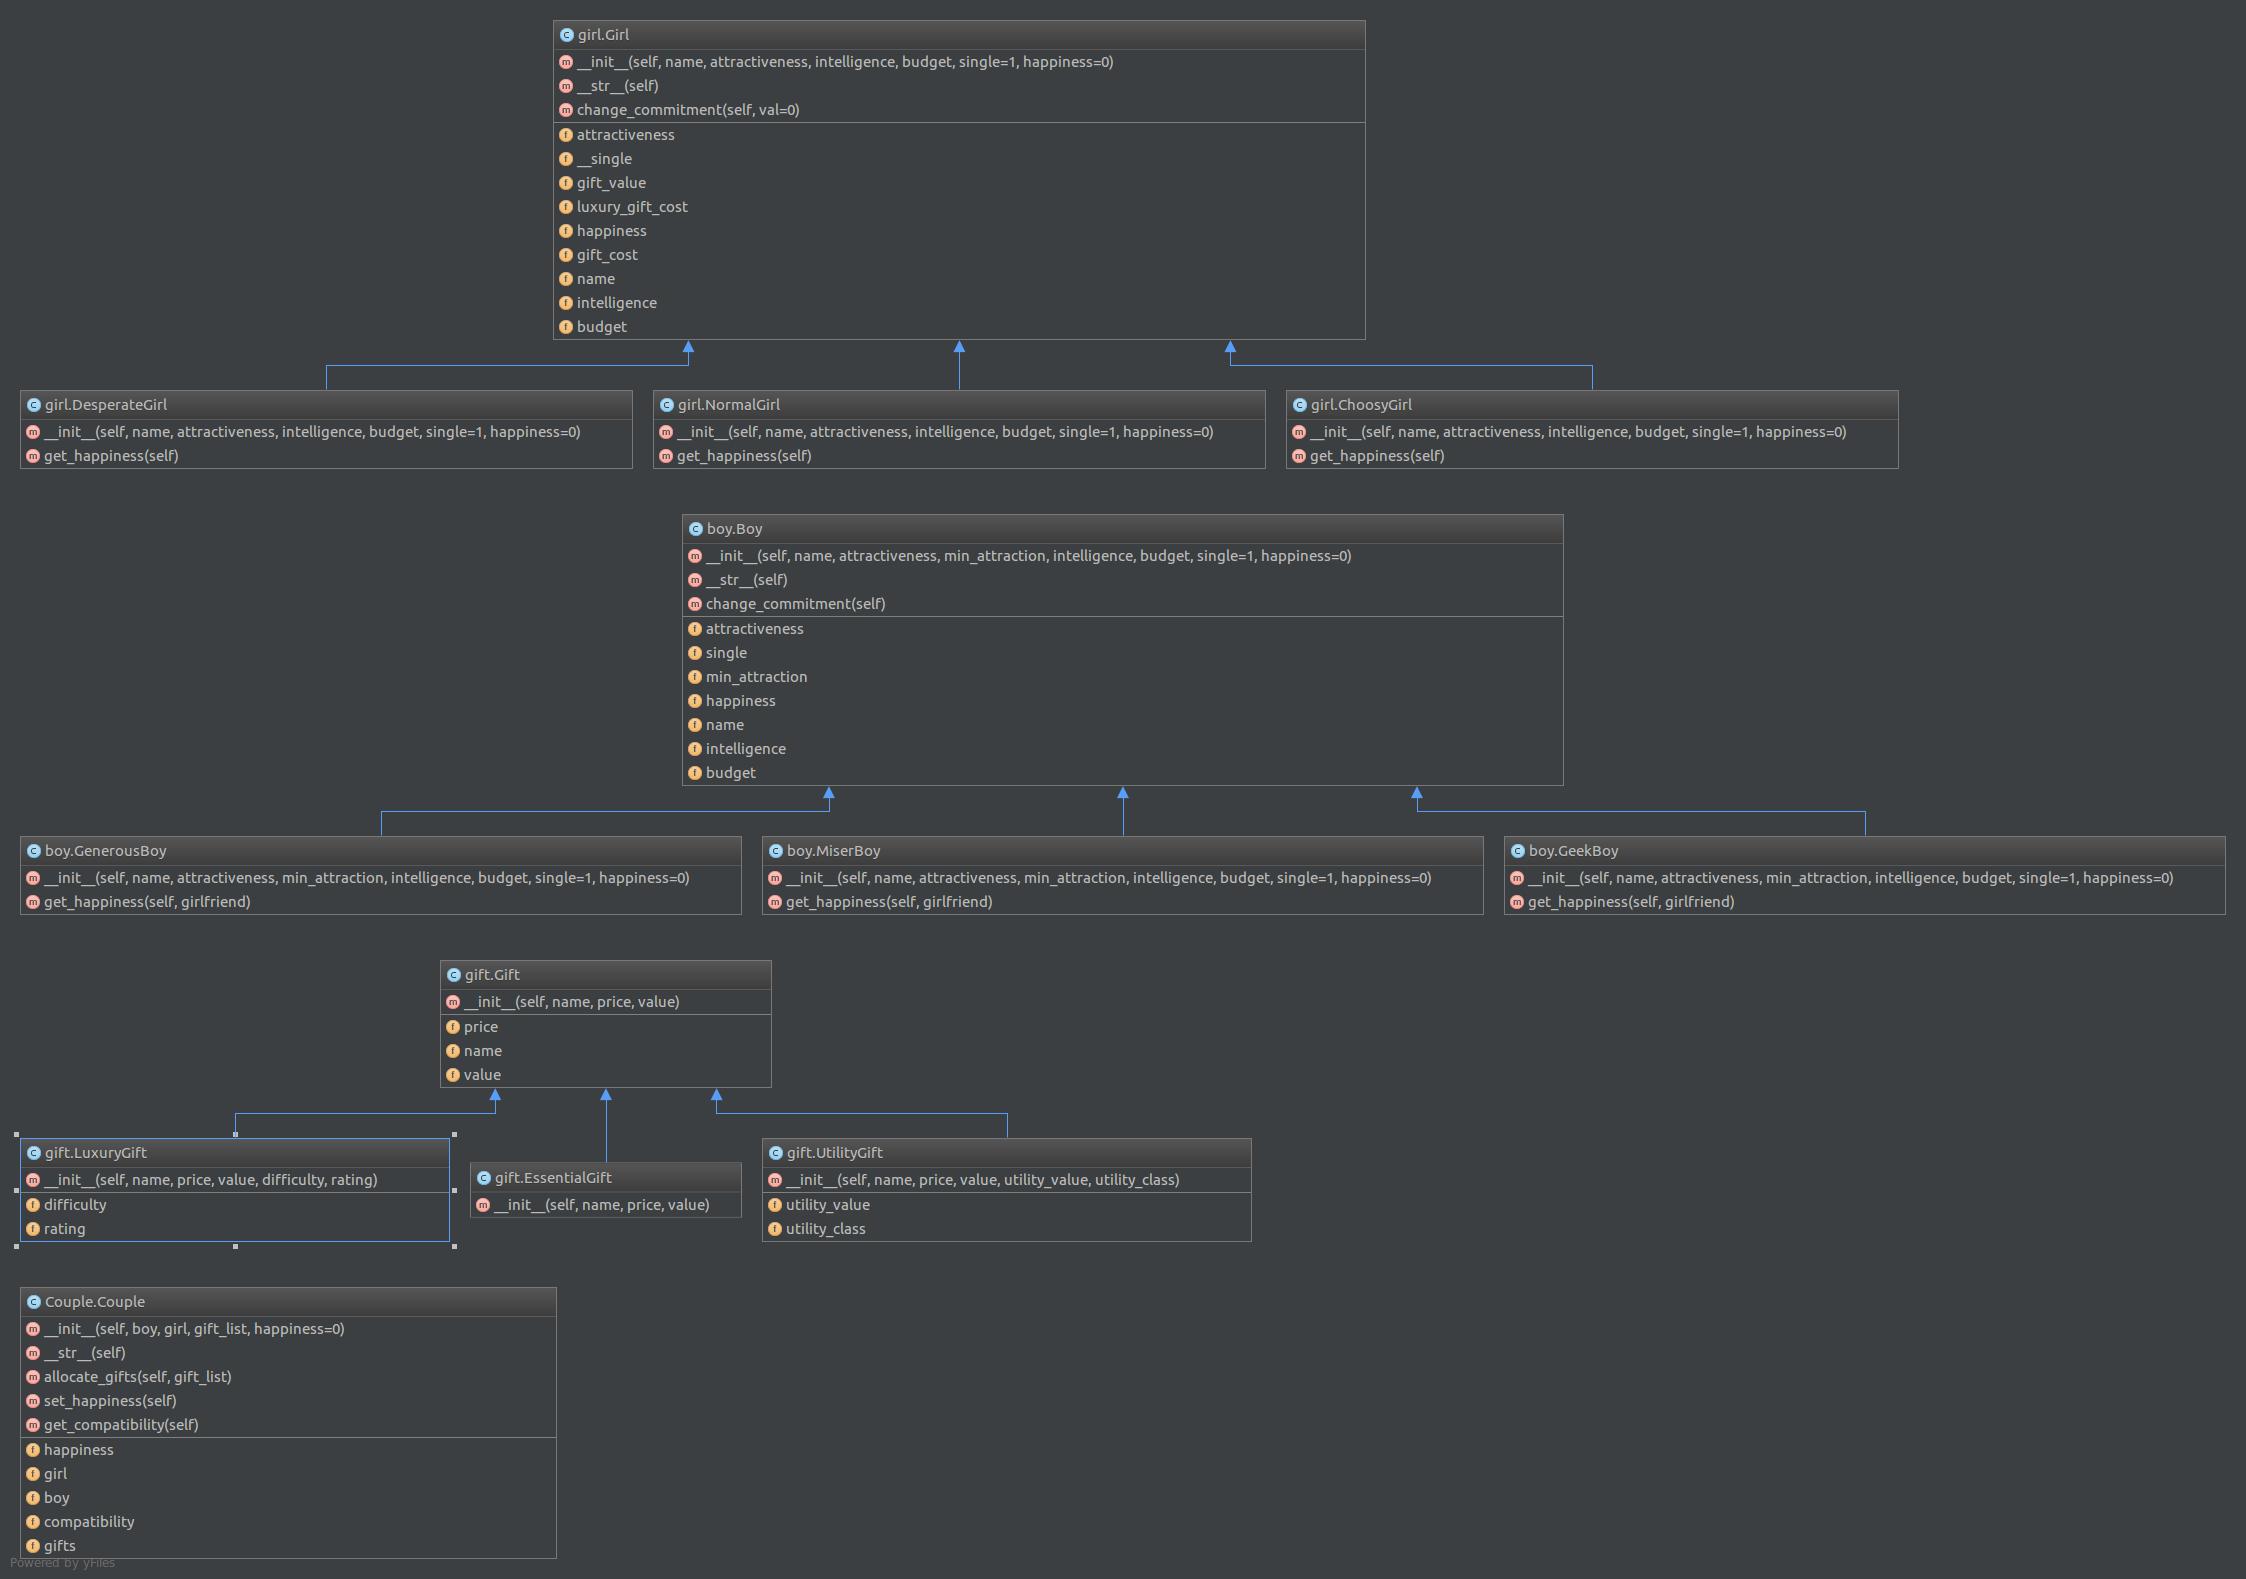 girl.Girl
__init__(self, name, attractiveness, intelligence, budget, single=1, happiness=0)
__str__(self)
change_commitment(self, val=0)
attractiveness
__single
gift_value
luxury_gift_cost
happiness
gift_cost
name
intelligence
budget
girl.DesperateGirl
__init__(self, name, attractiveness, intelligence, budget, single=1, happiness=0)
get_happiness(self)
girl.NormalGirl
__init__(self, name, attractiveness, intelligence, budget, single=1, happiness=0)
get_happiness(self)
girl.ChoosyGirl
__init__(self, name, attractiveness, intelligence, budget, single=1, happiness=0)
get_happiness(self)
boy.Boy
__init__(self, name, attractiveness, min_attraction, intelligence, budget, single=1, happiness=0)
__str__(self)
change_commitment(self)
attractiveness
single
min_attraction
happiness
name
intelligence
budget
boy.GenerousBoy
__init__(self, name, attractiveness, min_attraction, intelligence, budget, single=1, happiness=0)
get_happiness(self, girlfriend)
boy.MiserBoy
__init__(self, name, attractiveness, min_attraction, intelligence, budget, single=1, happiness=0)
get_happiness(self, girlfriend)
boy.GeekBoy
__init__(self, name, attractiveness, min_attraction, intelligence, budget, single=1, happiness=0)
get_happiness(self, girlfriend)
gift.Gift
__init__(self, name, price, value)
price
name
value
gift.LuxuryGift
__init__(self, name, price, value, difficulty, rating)
difficulty
rating
gift.EssentialGift
__init__(self, name, price, value)
gift.UtilityGift
__init__(self, name, price, value, utility_value, utility_class)
utility_value
utility_class
Couple.Couple
__init__(self, boy, girl, gift_list, happiness=0)
__str__(self)
allocate_gifts(self, gift_list)
set_happiness(self)
get_compatibility(self)
happiness
girl
boy
compatibility
gifts
Powered by yFiles